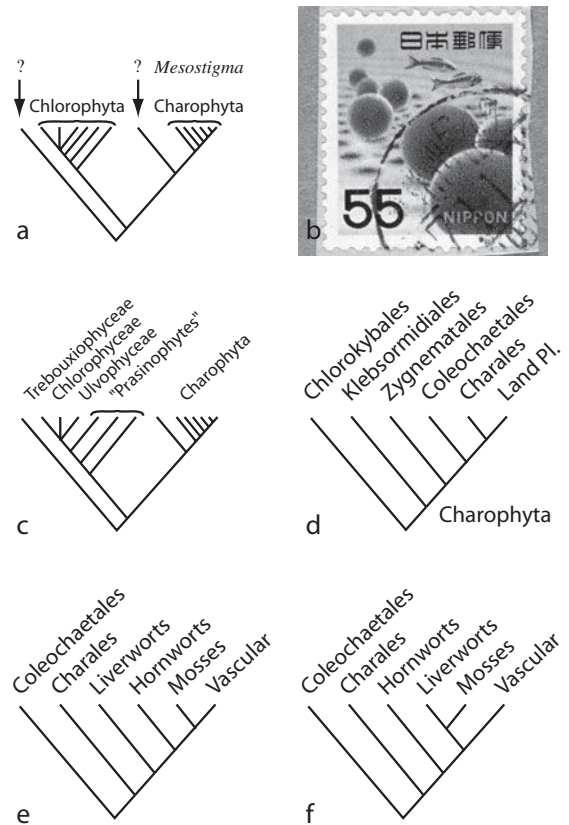 ? ? Mesostigma
Chlorophyta Charophyta
a
日本郵便
55
NIPPON
b
Trebouxiophyceae
Chlorophyceae
Ulvophyceae
"Prasinophytes"
Charophyta
c
Chlorokybales
Klebsormidiales
Zygnematales
Coleochaetales
Charales
Land Pl.
Charophyta
d
Coleochaetales
Charales
Liverworts
Hornworts
Mosses
Vascular
e
Coleochaetales
Charales
Hornworts
Liverworts
Mosses
Vascular
f